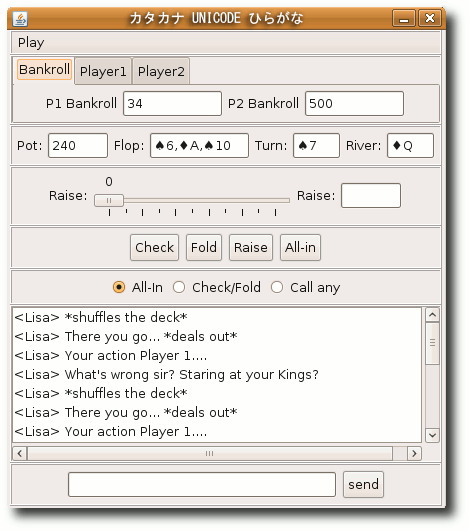 カタカナ UNICODE ひらがな
Play
Bankroll Player1 Player2
P1 Bankroll 34 P2 Bankroll 500
Pot: 240 Flop: ♠6,♦A,♠10 Turn: ♠7 River: ♦Q
0
Raise: Raise:
Check Fold Raise All-in
All-In Check/Fold Call any
<Lisa> *shuffles the deck*
<Lisa> There you go... *deals out*
<Lisa> Your action Player 1....
<Lisa> What's wrong sir? Staring at your Kings?
<Lisa> *shuffles the deck*
<Lisa> There you go... *deals out*
<Lisa> Your action Player 1....
send